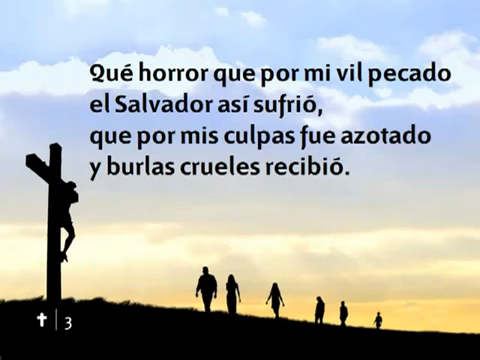 Qué horror que por mi vil pecado
el Salvador así sufrió,
que por mis culpas fue azotado
y burlas crueles recibió.
3